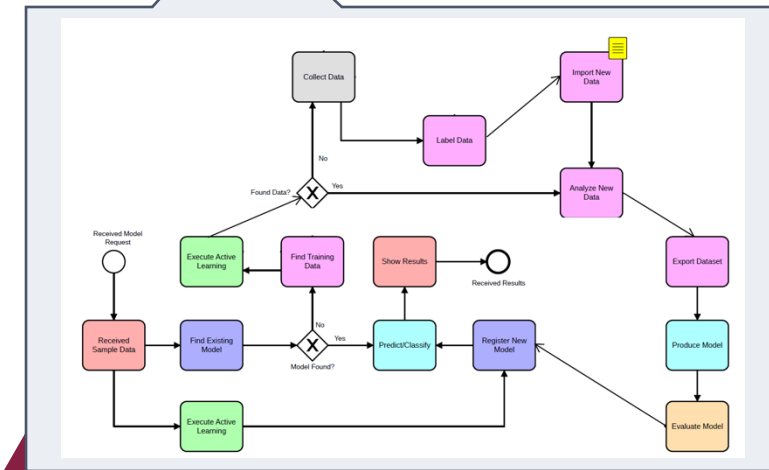 Collect Data
Import New
Data
Label Data
No
Found Data?
Yes
X
Analyze New
Data
Received Model
Request
Execute Active
Learning
Find Training
Data
Show Results
Received Results
Export Dataset
No
Received
Sample Data
Find Existing
Model
X
Yes
Model Found?
Predict/Classify
Register New
Model
Produce Model
Execute Active
Learning
Evaluate Model